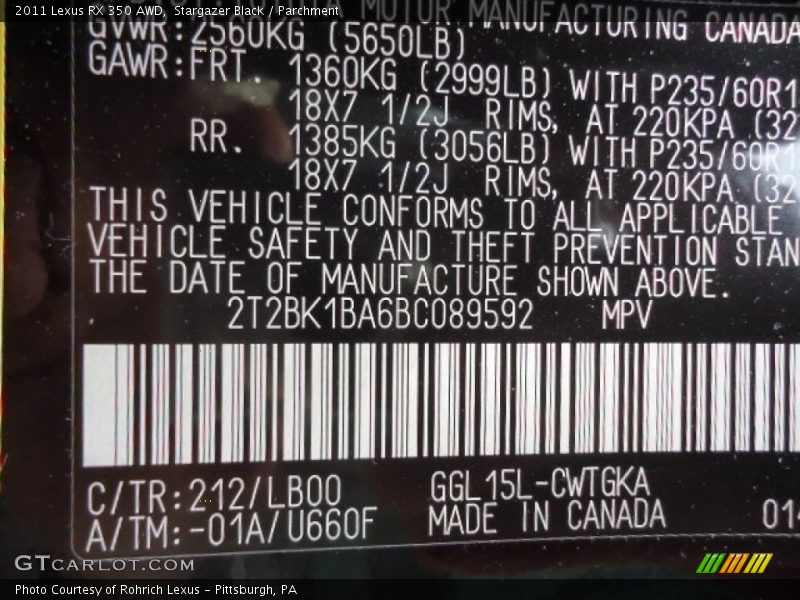 2011 Lexus RX 350 AWD, Stargazer Black / Parchment
MOTOR MANUFACTURING CANADA
GVWR:2560KG (5650LB)
GAWR:FRT. 1360KG (2999LB) WITH P235/60R1
18X7 1/2J RIMS, AT 220KPA (32
RR. 1385KG (3056LB) WITH P235/60R1
18X7 1/2J RIMS, AT 220KPA (32
THIS VEHICLE CONFORMS TO ALL APPLICABLE
VEHICLE SAFETY AND THEFT PREVENTION STAN
THE DATE OF MANUFACTURE SHOWN ABOVE.
2T2BK1BA6BC089592 MPV
C/TR:212/LB00 GGL15L-CWTGKA
A/TM:-01A/U660F MADE IN CANADA 014
GTCARLOT.COM
Photo Courtesy of Rohrich Lexus - Pittsburgh, PA